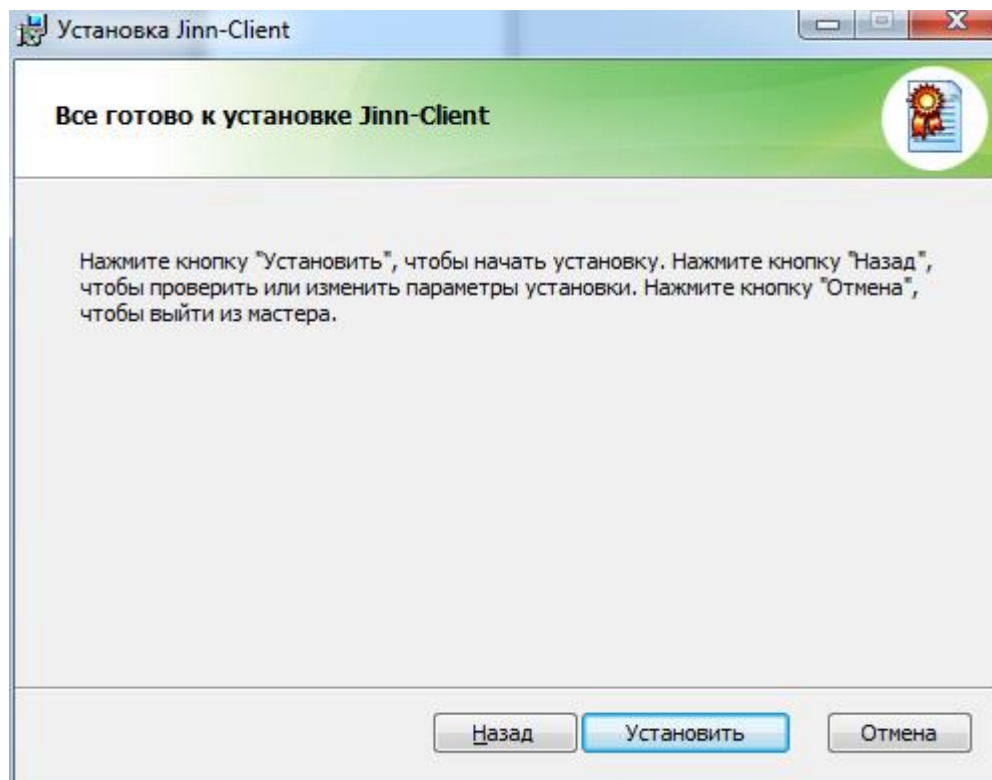 Установка Jinn-Client
Все готово к установке Jinn-Client
Нажмите кнопку "Установить", чтобы начать установку. Нажмите кнопку "Назад",
чтобы проверить или изменить параметры установки. Нажмите кнопку "Отмена",
чтобы выйти из мастера.
Назад
Установить
Отмена